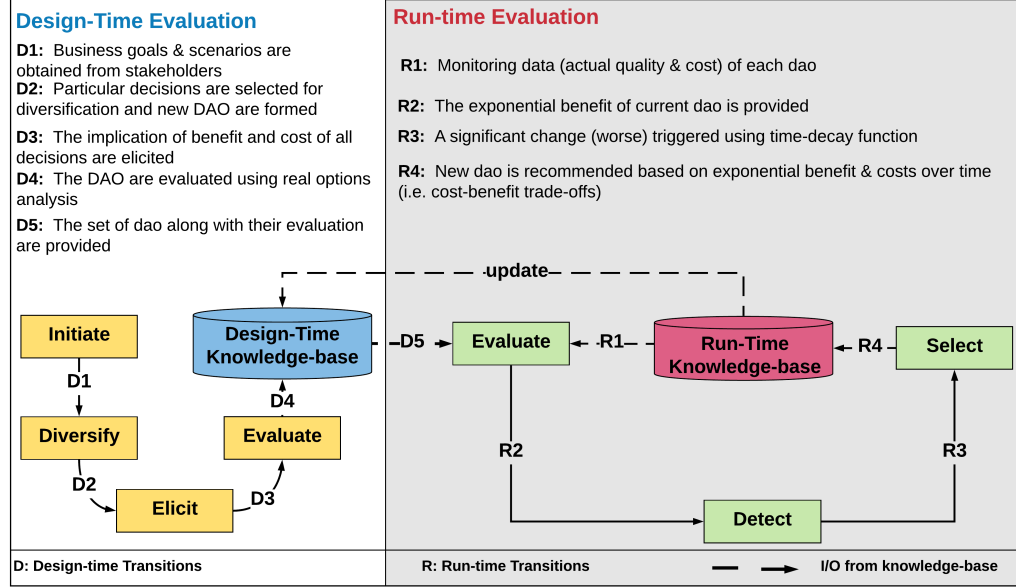 Design-Time Evaluation
D1: Business goals & scenarios are
obtained from stakeholders
D2: Particular decisions are selected for
diversification and new DAO are formed
D3: The implication of benefit and cost of all
decisions are elicited
D4: The DAO are evaluated using real options
analysis
D5: The set of dao along with their evaluation
are provided
Run-time Evaluation
R1: Monitoring data (actual quality & cost) of each dao
R2: The exponential benefit of current dao is provided
R3: A significant change (worse) triggered using time-decay function
R4: New dao is recommended based on exponential benefit & costs over time
(i.e. cost-benefit trade-offs)
update
Initiate
D1
Diversify
D2
Elicit
D3
Evaluate
D4
Design-Time
Knowledge-base
D5
Evaluate
R1
Run-Time
Knowledge-base
R4
Select
R2
Detect
R3
D: Design-time Transitions
R: Run-time Transitions
I/O from knowledge-base